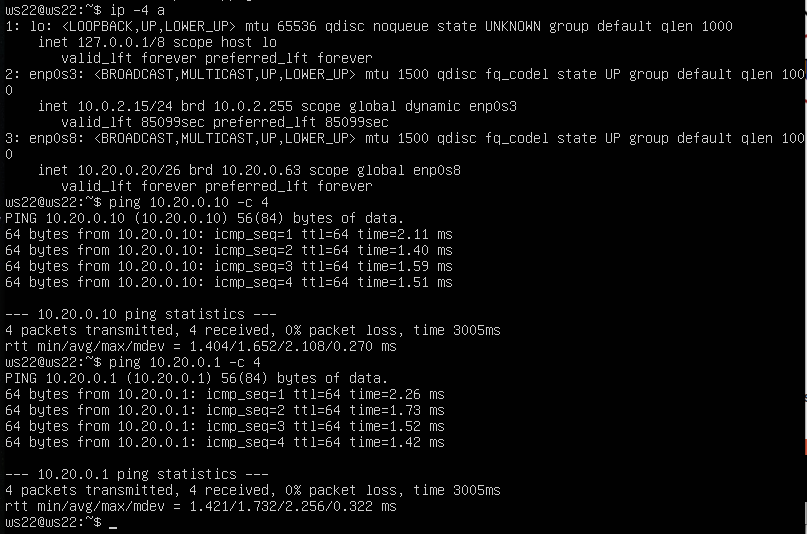 ws22@ws22:~$ ip -4 a
1: lo: <LOOPBACK,UP,LOWER_UP> mtu 65536 qdisc noqueue state UNKNOWN group default qlen 1000
    inet 127.0.0.1/8 scope host lo
       valid_lft forever preferred_lft forever
2: enp0s3: <BROADCAST,MULTICAST,UP,LOWER_UP> mtu 1500 qdisc fq_codel state UP group default qlen 100
0
    inet 10.0.2.15/24 brd 10.0.2.255 scope global dynamic enp0s3
       valid_lft 85099sec preferred_lft 85099sec
3: enp0s8: <BROADCAST,MULTICAST,UP,LOWER_UP> mtu 1500 qdisc fq_codel state UP group default qlen 100
0
    inet 10.20.0.20/26 brd 10.20.0.63 scope global enp0s8
       valid_lft forever preferred_lft forever
ws22@ws22:~$ ping 10.20.0.10 -c 4
PING 10.20.0.10 (10.20.0.10) 56(84) bytes of data.
64 bytes from 10.20.0.10: icmp_seq=1 ttl=64 time=2.11 ms
64 bytes from 10.20.0.10: icmp_seq=2 ttl=64 time=1.40 ms
64 bytes from 10.20.0.10: icmp_seq=3 ttl=64 time=1.59 ms
64 bytes from 10.20.0.10: icmp_seq=4 ttl=64 time=1.51 ms

--- 10.20.0.10 ping statistics ---
4 packets transmitted, 4 received, 0% packet loss, time 3005ms
rtt min/avg/max/mdev = 1.404/1.652/2.108/0.270 ms
ws22@ws22:~$ ping 10.20.0.1 -c 4
PING 10.20.0.1 (10.20.0.1) 56(84) bytes of data.
64 bytes from 10.20.0.1: icmp_seq=1 ttl=64 time=2.26 ms
64 bytes from 10.20.0.1: icmp_seq=2 ttl=64 time=1.73 ms
64 bytes from 10.20.0.1: icmp_seq=3 ttl=64 time=1.52 ms
64 bytes from 10.20.0.1: icmp_seq=4 ttl=64 time=1.42 ms

--- 10.20.0.1 ping statistics ---
4 packets transmitted, 4 received, 0% packet loss, time 3005ms
rtt min/avg/max/mdev = 1.421/1.732/2.256/0.322 ms
ws22@ws22:~$ _